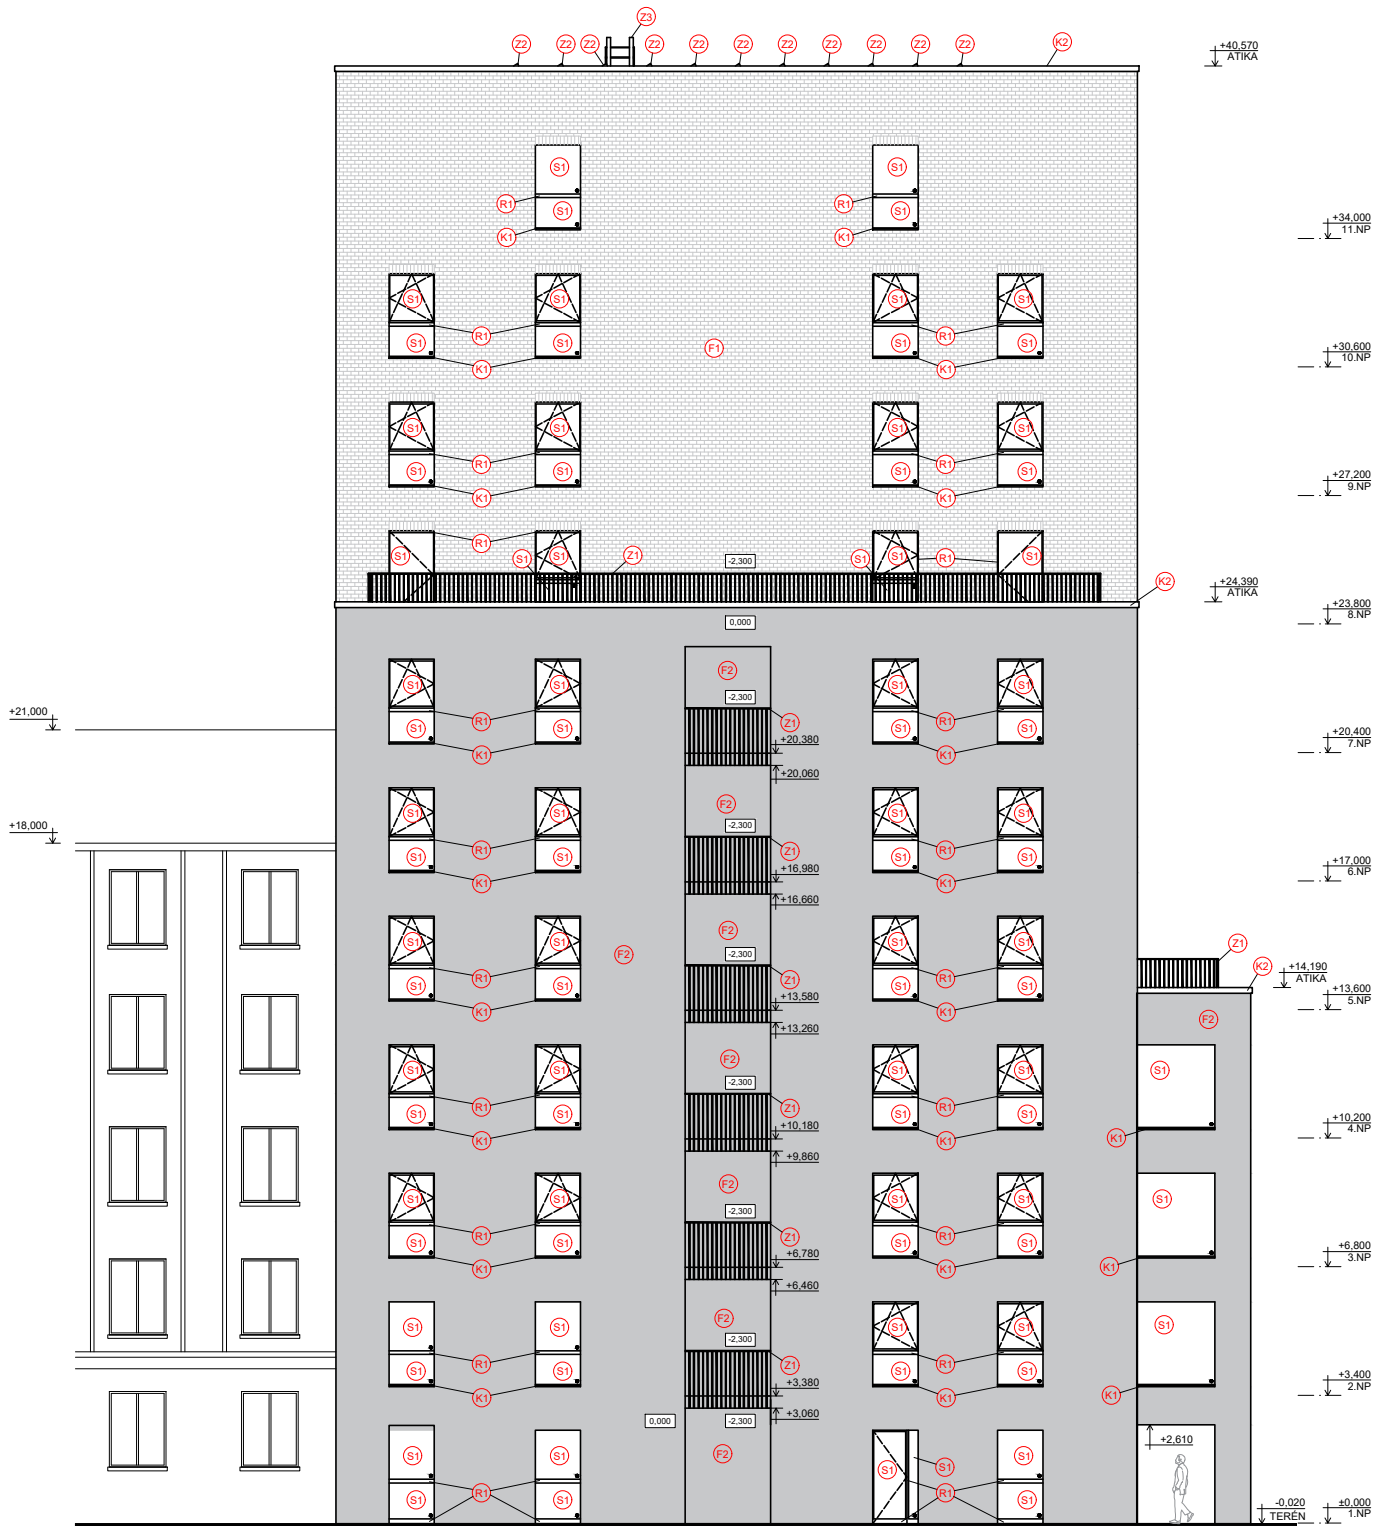 Z3
Z2 Z2 Z2 Z2 Z2 Z2 Z2 Z2 Z2 Z2 K2
+40,570
ATIKA
S1 S1
R1 S1 R1 S1
K1 K1
+34,000
11.NP
S1 S1 S1 S1
R1 R1
S1 S1 F1 S1 S1
K1 K1
+30,600
10.NP
S1 S1 S1 S1
R1 R1
S1 S1 S1 S1
K1 K1
+27,200
9.NP
R1
S1 S1 S1 Z1 -2,300 S1 S1 R1 S1
K2
+24,390
ATIKA
+23,800
8.NP
0,000
F2
S1 S1 S1 S1
-2,300
+21,000
R1 Z1 R1
S1 S1 S1 S1
+20,380
K1 K1
+20,400
7.NP
+20,060
F2
S1 S1 S1 S1
-2,300
+18,000
R1 Z1 R1
S1 S1 S1 S1
+16,980
K1 K1
+17,000
6.NP
+16,660
F2
S1 S1 S1 S1
F2 -2,300
Z1
K2
+14,190
ATIKA
R1 Z1 R1
S1 S1 S1 S1
+13,580
K1 K1
+13,600
5.NP
F2
+13,260
F2
S1 S1 S1 S1 S1
-2,300
R1 Z1 R1
S1 S1 S1 S1
+10,180
K1 K1 K1
+10,200
4.NP
+9,860
F2
S1 S1 S1 S1 S1
-2,300
R1 Z1 R1
S1 S1 S1 S1
+6,780
K1 K1 K1
+6,800
3.NP
+6,460
F2
S1 S1 S1 S1 S1
-2,300
R1 Z1 R1
S1 S1 S1 S1
+3,380
K1 K1 K1
+3,400
2.NP
+3,060
0,000 -2,300
+2,610
S1 S1 F2 S1 S1 S1
R1 R1
S1 S1 S1
-0,020
TERÉN
±0,000
1.NP